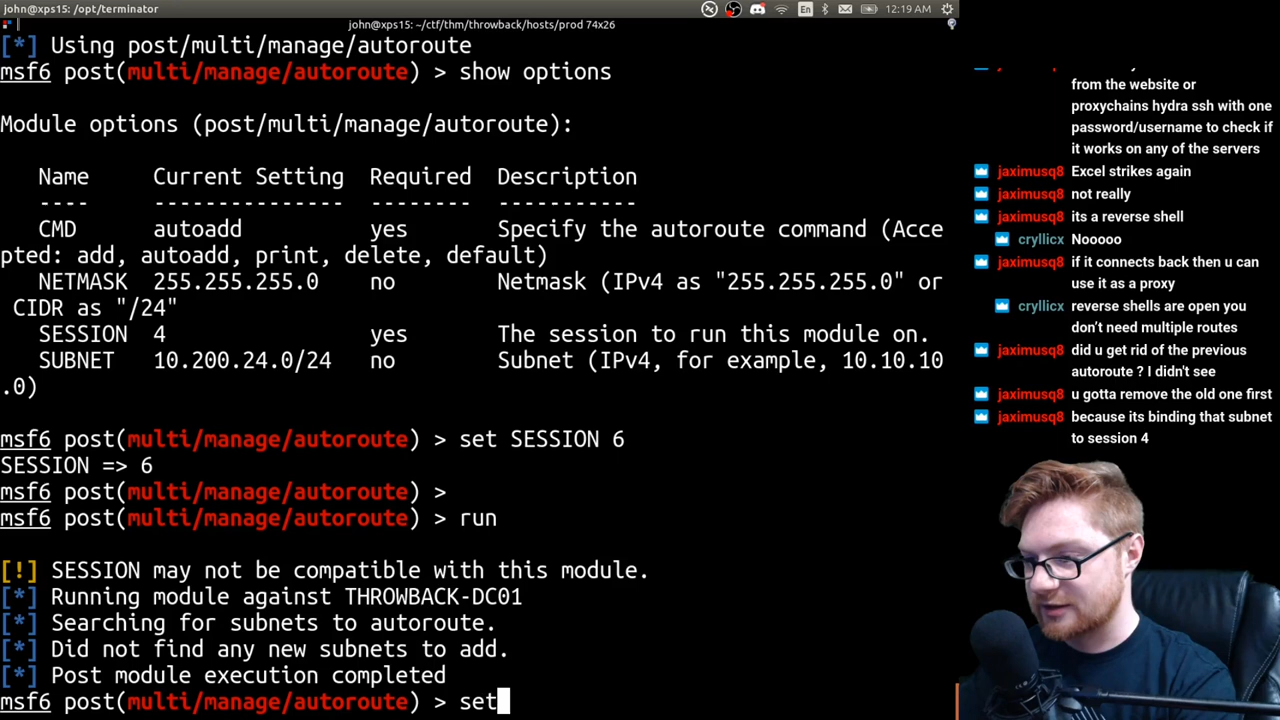 john@xps15: /opt/terminator
En
12:19 AM
john@xps15: ~/ctf/thm/throwback/hosts/prod 74x26
[*] Using post/multi/manage/autoroute
msf6 post(multi/manage/autoroute) > show options
Module options (post/multi/manage/autoroute):
Name Current Setting Required Description
---- --------------- -------- -----------
CMD autoadd yes Specify the autoroute command (Acce
pted: add, autoadd, print, delete, default)
NETMASK 255.255.255.0 no Netmask (IPv4 as "255.255.255.0" or
CIDR as "/24"
SESSION 4 yes The session to run this module on.
SUBNET 10.200.24.0/24 no Subnet (IPv4, for example, 10.10.10
.0)
msf6 post(multi/manage/autoroute) > set SESSION 6
SESSION => 6
msf6 post(multi/manage/autoroute) >
msf6 post(multi/manage/autoroute) > run
[!] SESSION may not be compatible with this module.
[*] Running module against THROWBACK-DC01
[*] Searching for subnets to autoroute.
[*] Did not find any new subnets to add.
[*] Post module execution completed
msf6 post(multi/manage/autoroute) > set
from the website or
proxychains hydra ssh with one
password/username to check if
it works on any of the servers
jaximusq8 Excel strikes again
jaximusq8 not really
jaximusq8 its a reverse shell
cryllicx Nooooo
jaximusq8 if it connects back then u can
use it as a proxy
cryllicx reverse shells are open you
don't need multiple routes
jaximusq8 did u get rid of the previous
autoroute ? I didn't see
jaximusq8 u gotta remove the old one first
jaximusq8 because its binding that subnet
to session 4